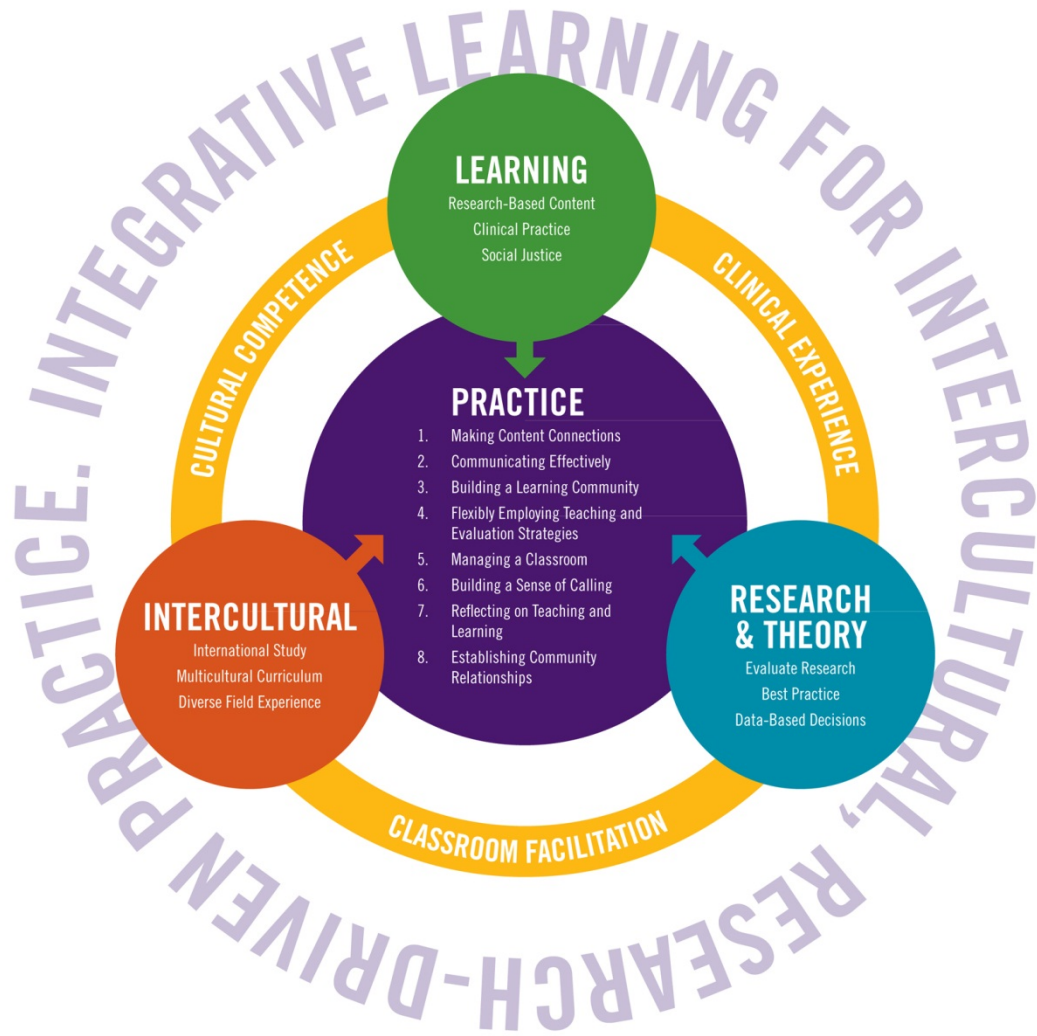 INTEGRATIVE LEARNING FOR INTERCULTURAL, RESEARCH-DRIVEN PRACTICE.
LEARNING
Research-Based Content
Clinical Practice
Social Justice
CULTURAL COMPETENCE
CLINICAL EXPERIENCE
PRACTICE
1. Making Content Connections
2. Communicating Effectively
3. Building a Learning Community
4. Flexibly Employing Teaching and
Evaluation Strategies
5. Managing a Classroom
6. Building a Sense of Calling
7. Reflecting on Teaching and
Learning
8. Establishing Community
Relationships
INTERCULTURAL
International Study
Multicultural Curriculum
Diverse Field Experience
RESEARCH
& THEORY
Evaluate Research
Best Practice
Data-Based Decisions
CLASSROOM FACILITATION